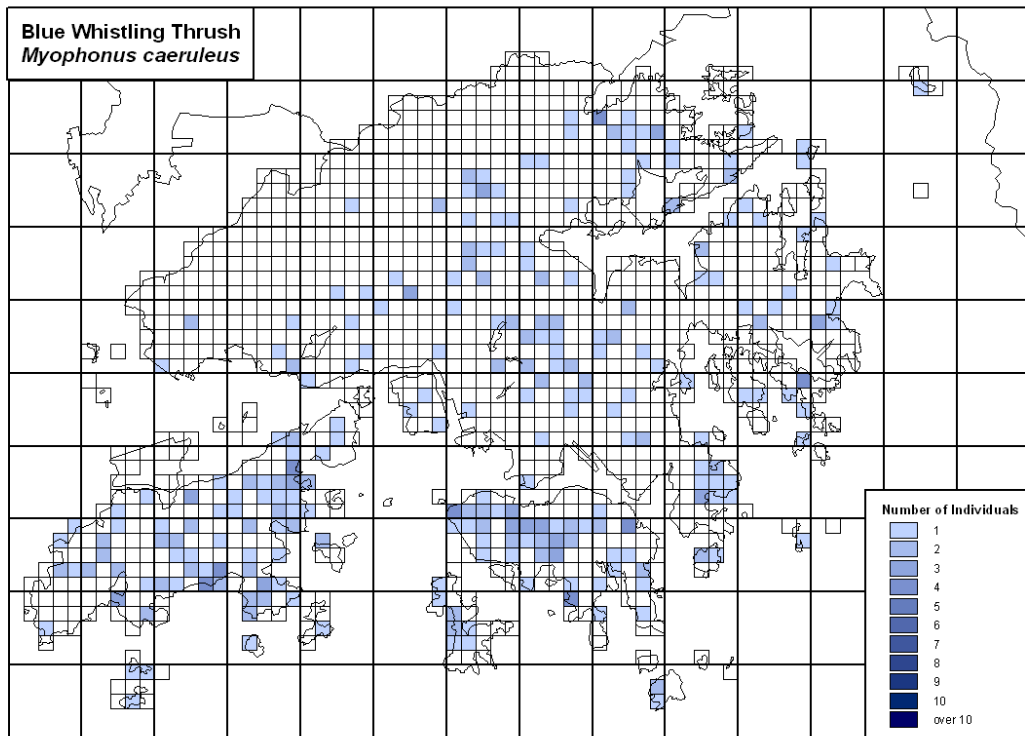 Blue Whistling Thrush
Myophonus caeruleus
Number of Individuals
1
2
3
4
5
6
7
8
9
10
over 10